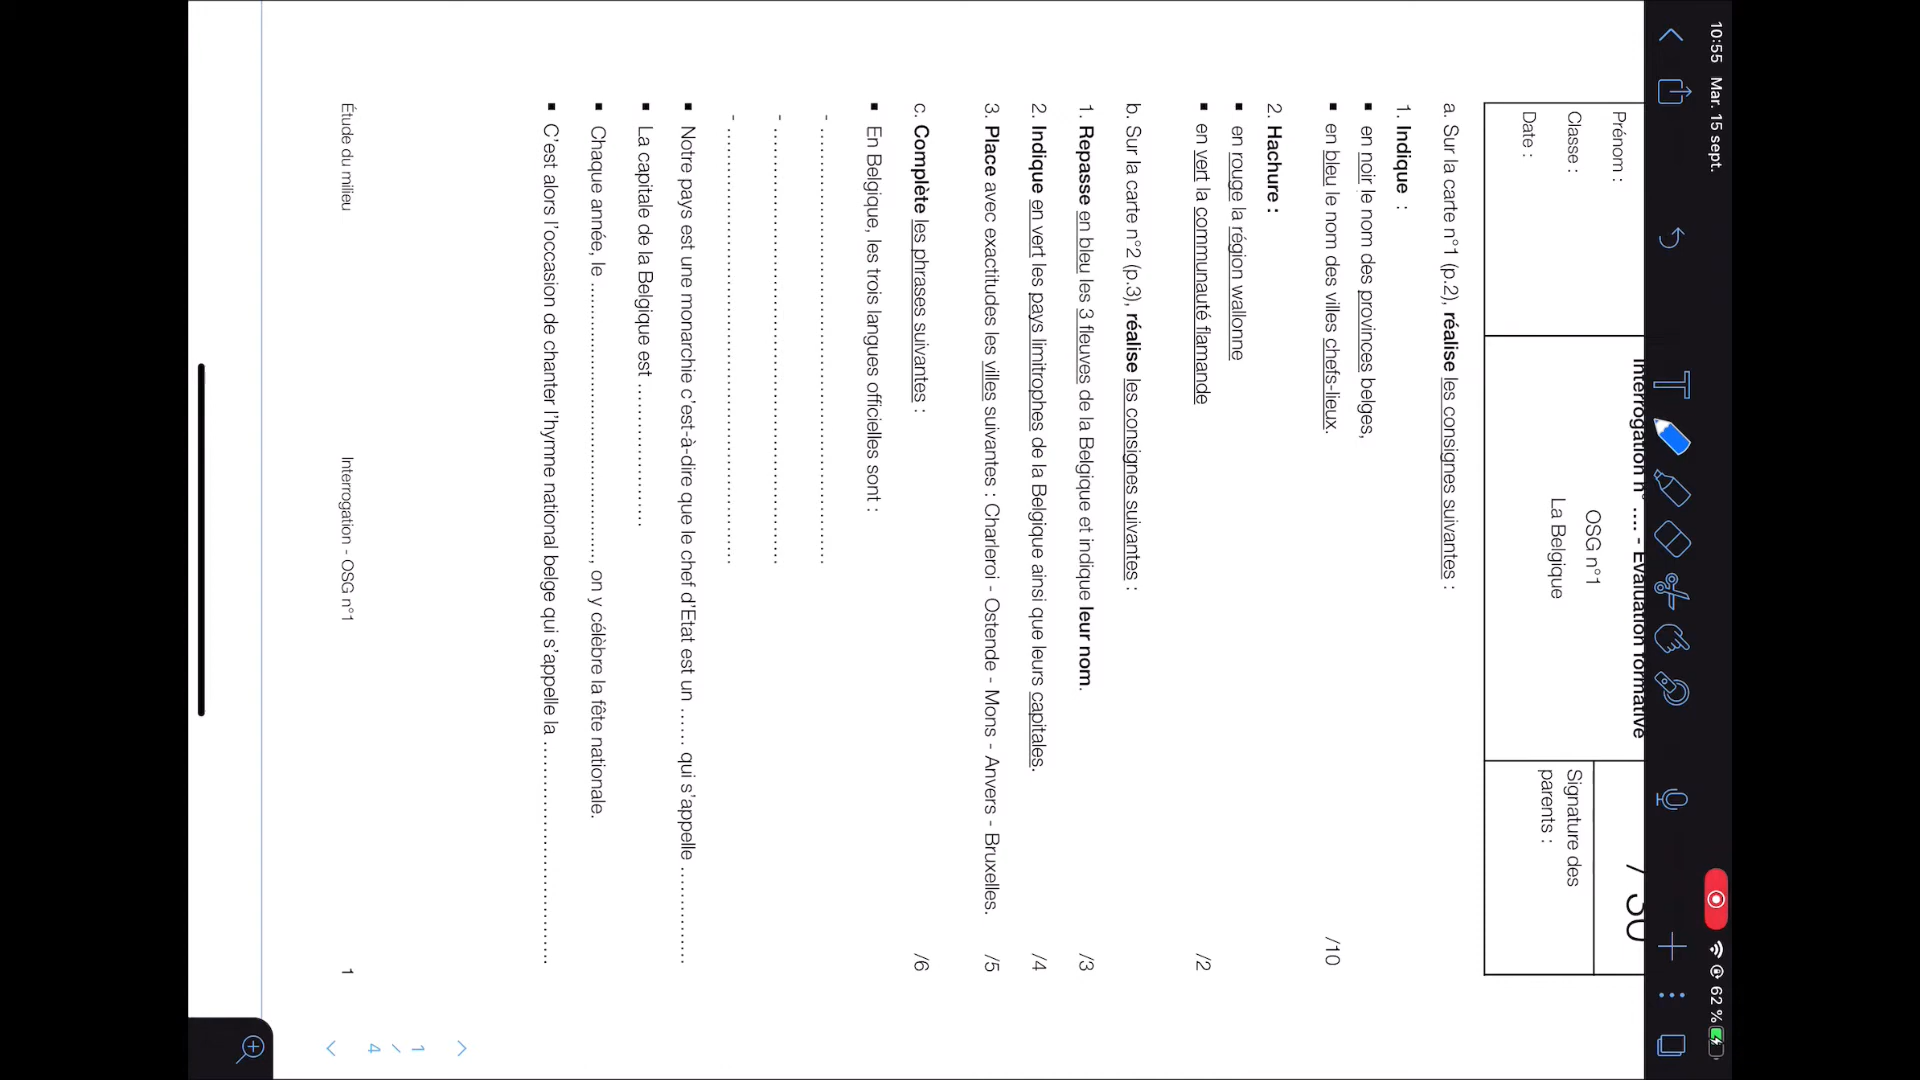 10:55 Mar. 15 sept.
62 %
Prénom :
Classe :
Date :
Interrogation n° .... - Evaluation formative
OSG n°1
La Belgique
/ 30
Signature des
parents :
a. Sur la carte n°1 (p.2), réalise les consignes suivantes :
1. Indique :
▪ en noir le nom des provinces belges,
▪ en bleu le nom des villes chefs-lieux. /10
2. Hachure :
▪ en rouge la région wallonne
▪ en vert la communauté flamande /2
b. Sur la carte n°2 (p.3), réalise les consignes suivantes :
1. Repasse en bleu les 3 fleuves de la Belgique et indique leur nom. /3
2. Indique en vert les pays limitrophes de la Belgique ainsi que leurs capitales. /4
3. Place avec exactitudes les villes suivantes : Charleroi - Ostende - Mons - Anvers - Bruxelles. /5
c. Complète les phrases suivantes : /6
▪ En Belgique, les trois langues officielles sont :
- ......................................................
- ......................................................
- ......................................................
▪ Notre pays est une monarchie c'est-à-dire que le chef d'Etat est un ...... qui s'appelle ..............
▪ La capitale de la Belgique est ....................
▪ Chaque année, le ........................................, on y célèbre la fête nationale.
▪ C'est alors l'occasion de chanter l'hymne national belge qui s'appelle la ................................
Étude du milieu Interrogation - OSG n°1 1
1 / 4